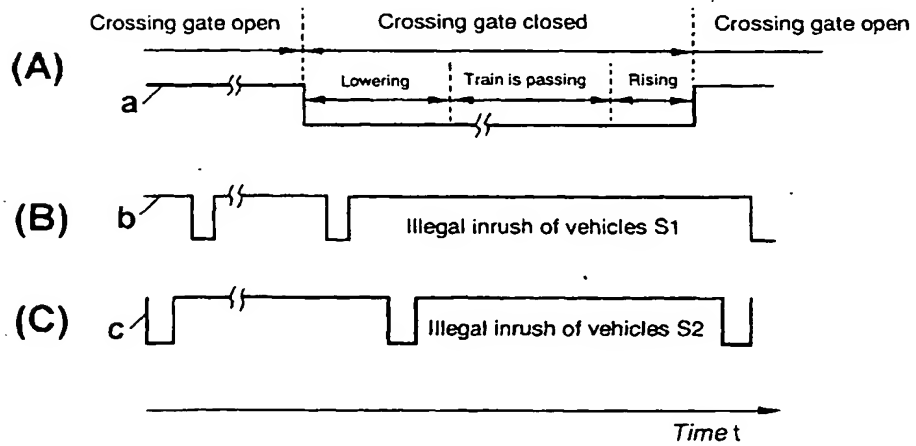 Crossing gate open Crossing gate closed Crossing gate open
(A)
Lowering Train is passing Rising
a
(B) b Illegal inrush of vehicles S1
(C) c Illegal inrush of vehicles S2
Time t